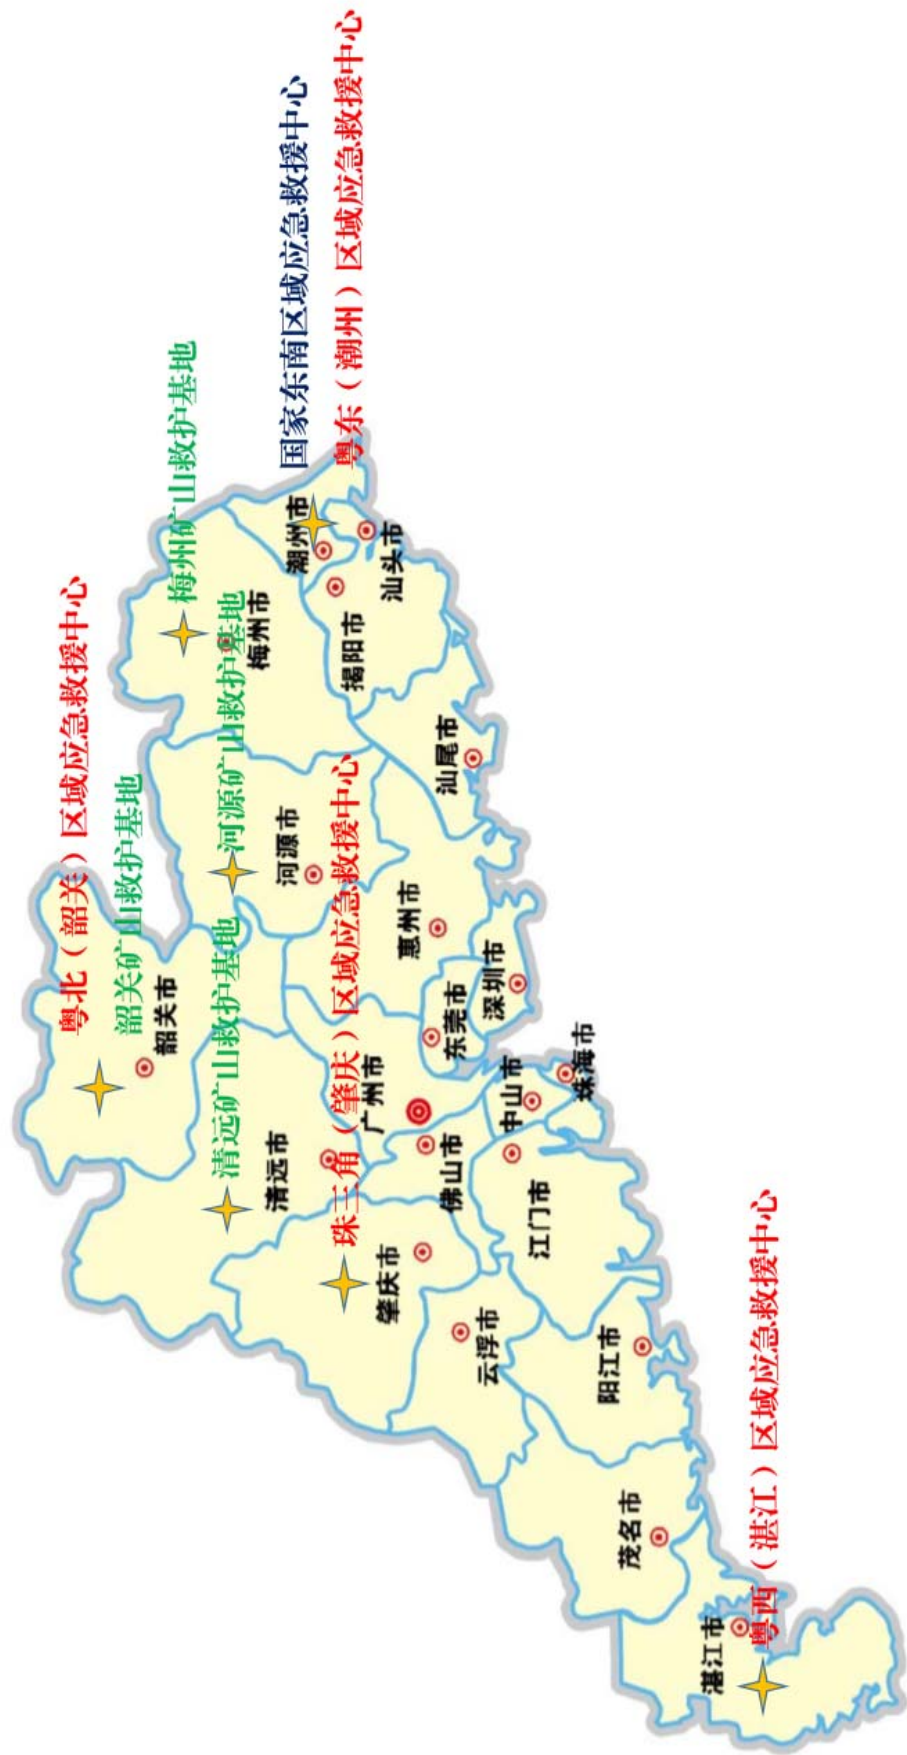 粤北（韶关）区域应急救援中心
韶关矿山救护基地
韶关市
梅州矿山救护基地
梅州市
清远矿山救护基地
清远市
河源矿山救护基地
河源市
国家东南区域应急救援中心
粤东（潮州）区域应急救援中心
潮州市
揭阳市
汕头市
汕尾市
珠三角（肇庆）区域应急救援中心
肇庆市
广州市
惠州市
云浮市
佛山市
东莞市
深圳市
江门市
中山市
珠海市
阳江市
茂名市
湛江市
粤西（湛江）区域应急救援中心